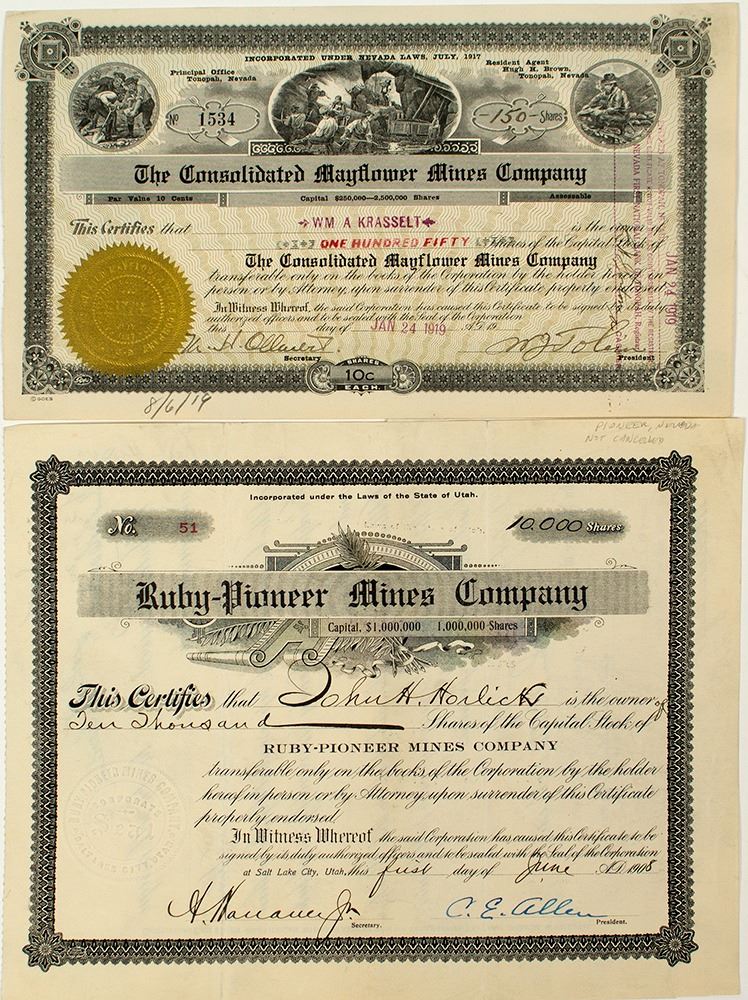 INCORPORATED UNDER NEVADA LAWS, JULY, 1917
Principal Office
Tonopah, Nevada
Resident Agent
Hugh H. Brown,
Tonopah, Nevada
No 1534
-150- Shares
The Consolidated Mayflower Mines Company
Par Value 10 Cents Capital $250,000—2,500,000 Shares Assessable
This Certifies that WM A KRASSELT is the owner of
ONE HUNDRED FIFTY Shares of the Capital Stock of
The Consolidated Mayflower Mines Company
transferable only on the books of the Corporation by the holder hereof in
person or by Attorney, upon surrender of this Certificate properly endorsed
In Witness Whereof, the said Corporation has caused this Certificate to be signed by its duly
authorized officers and to be sealed with the Seal of the Corporation
this day of JAN 24 1919 A.D. 19
Secretary
President
SHARES
10c
EACH
JAN 24 1919
©GOES
8/6/19
PIONEER, NEVADA
NOT CANCELLED
Incorporated under the Laws of the State of Utah.
No. 51
10,000 Shares
Ruby-Pioneer Mines Company
Capital, $1,000,000 1,000,000 Shares
This Certifies that John H. Horlick is the owner of
Ten Thousand Shares of the Capital Stock of
RUBY-PIONEER MINES COMPANY
transferable only on the books of the Corporation by the holder
hereof in person or by Attorney upon surrender of this Certificate
properly endorsed.
In Witness Whereof the said Corporation has caused this Certificate to be
signed by its duly authorized officers and to be sealed with the Seal of the Corporation
at Salt Lake City, Utah, this first day of June A.D. 1908
C. E. Allen
Secretary.
President.